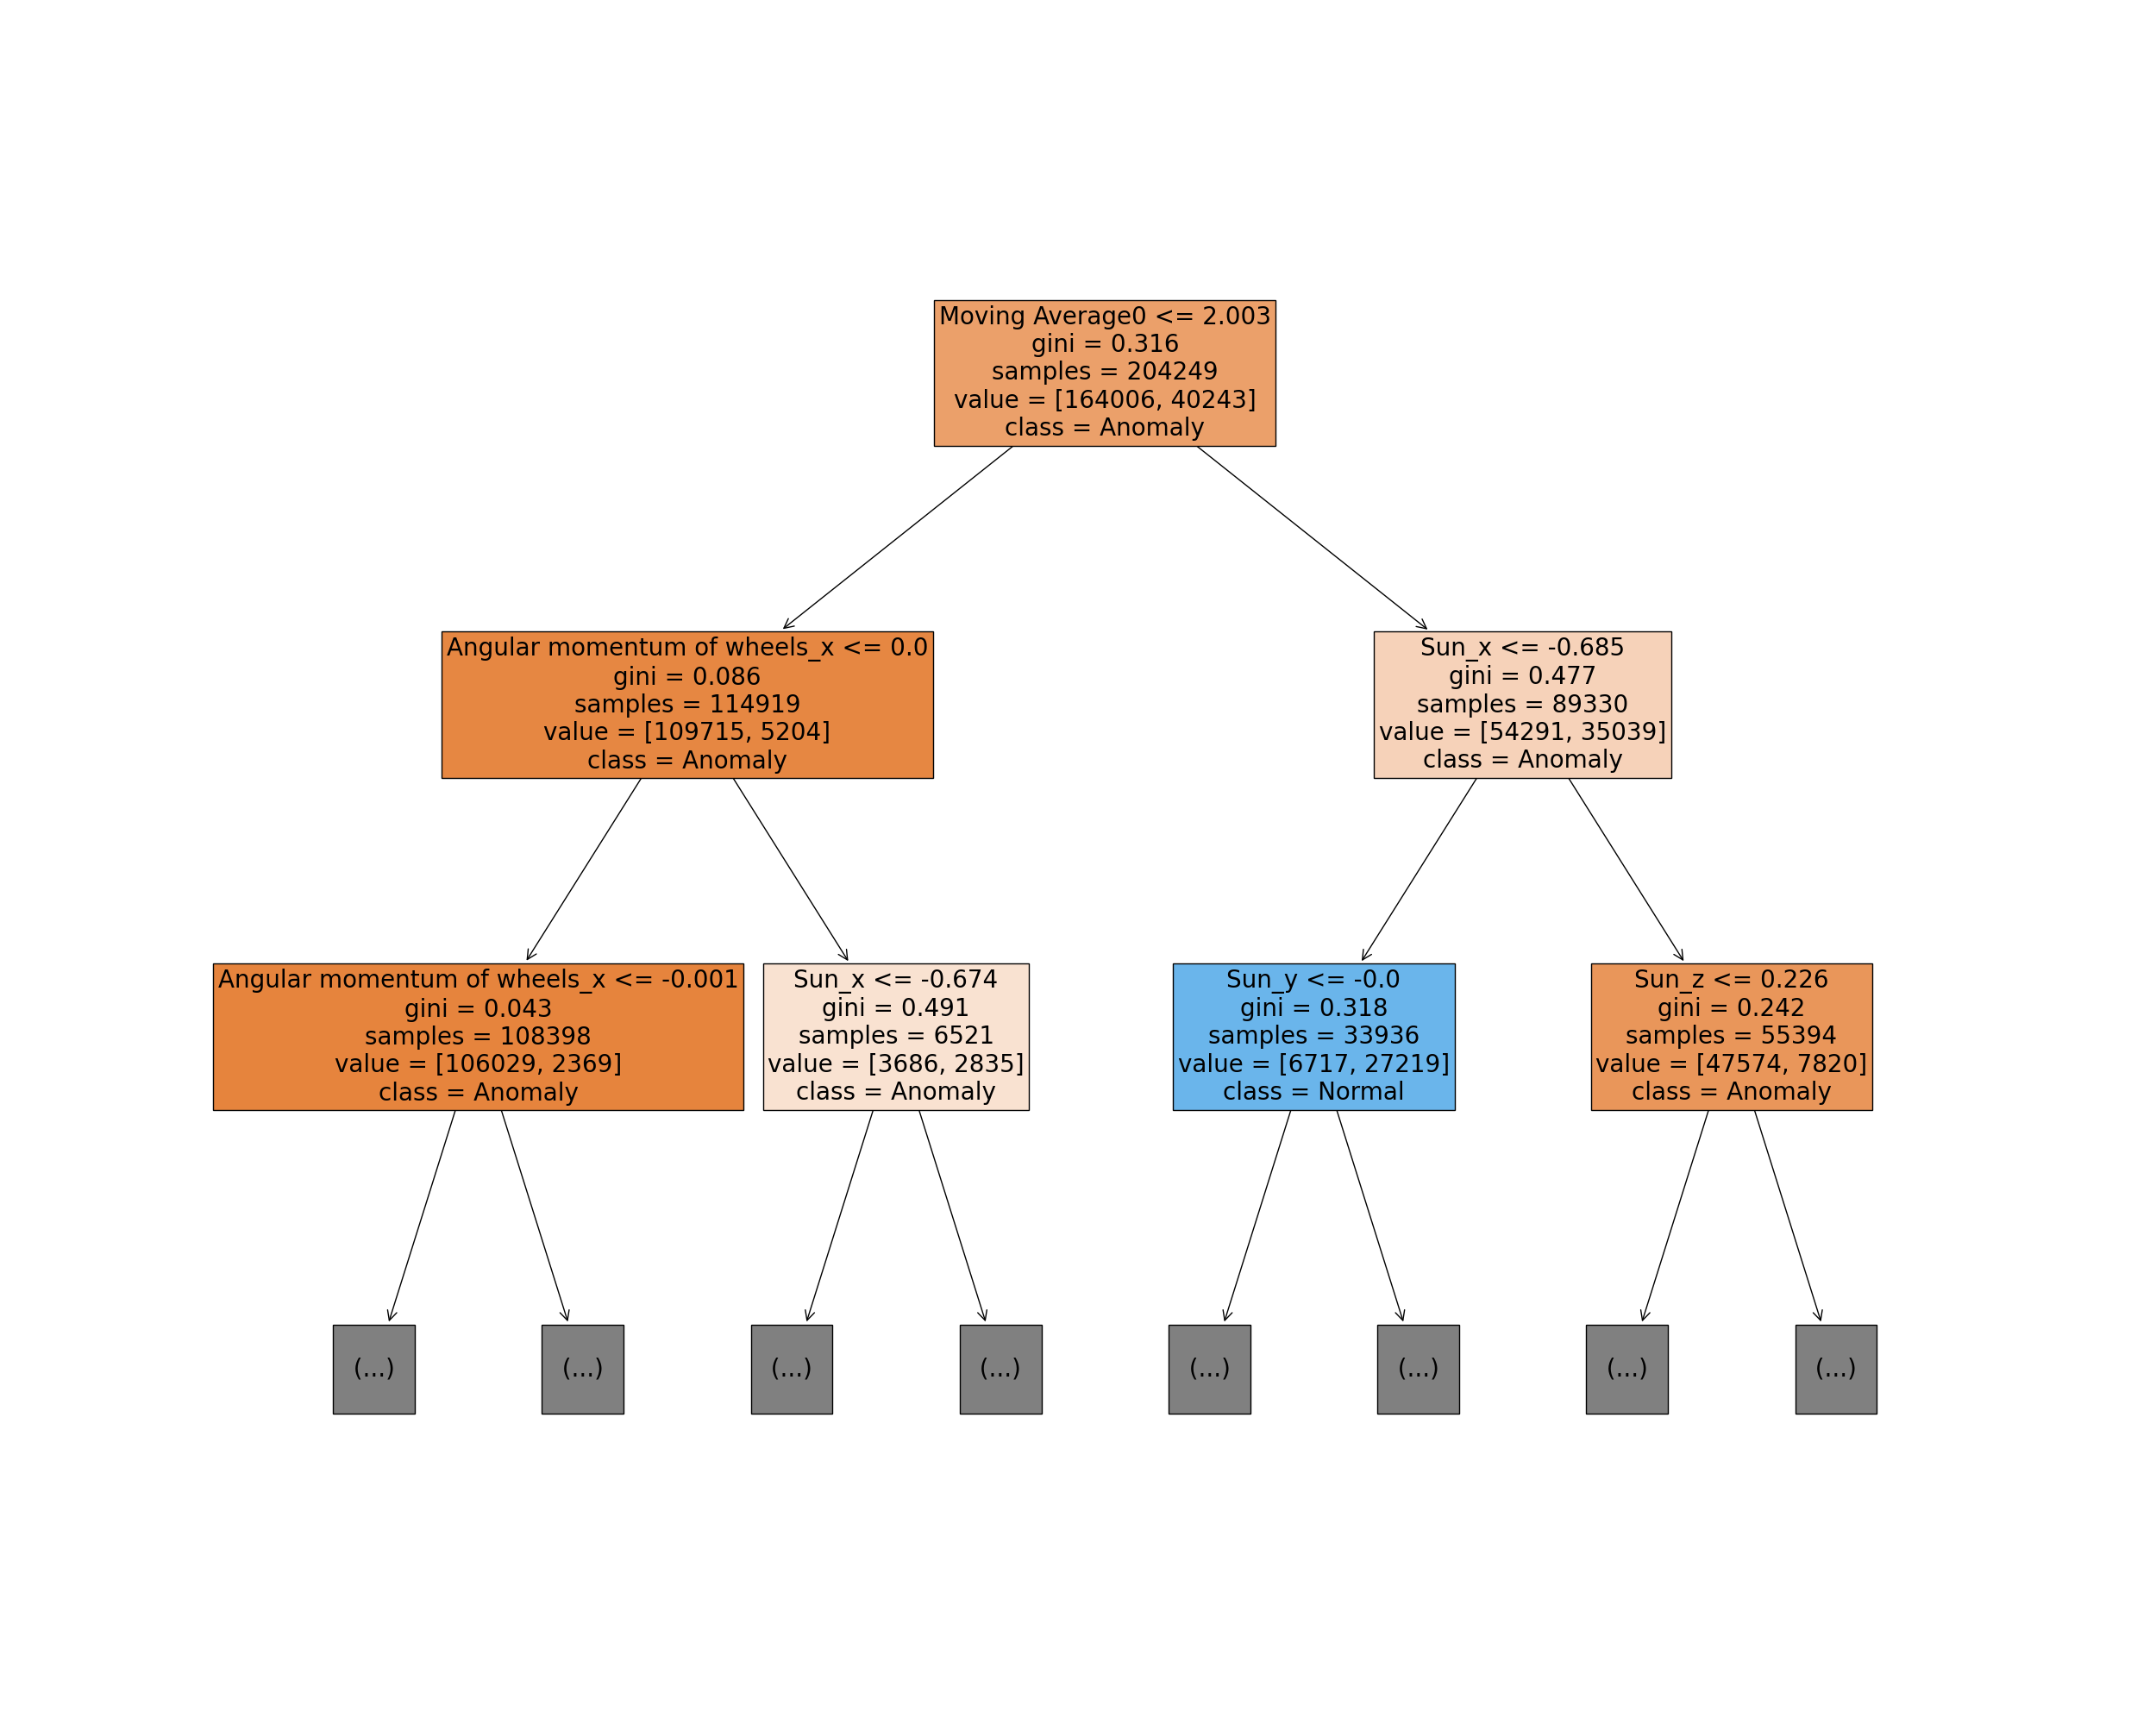 Moving Average0 <= 2.003
gini = 0.316
samples = 204249
value = [164006, 40243]
class = Anomaly
Angular momentum of wheels_x <= 0.0
gini = 0.086
samples = 114919
value = [109715, 5204]
class = Anomaly
Sun_x <= -0.685
gini = 0.477
samples = 89330
value = [54291, 35039]
class = Anomaly
Angular momentum of wheels_x <= -0.001
gini = 0.043
samples = 108398
value = [106029, 2369]
class = Anomaly
Sun_x <= -0.674
gini = 0.491
samples = 6521
value = [3686, 2835]
class = Anomaly
Sun_y <= -0.0
gini = 0.318
samples = 33936
value = [6717, 27219]
class = Normal
Sun_z <= 0.226
gini = 0.242
samples = 55394
value = [47574, 7820]
class = Anomaly
(...)
(...)
(...)
(...)
(...)
(...)
(...)
(...)